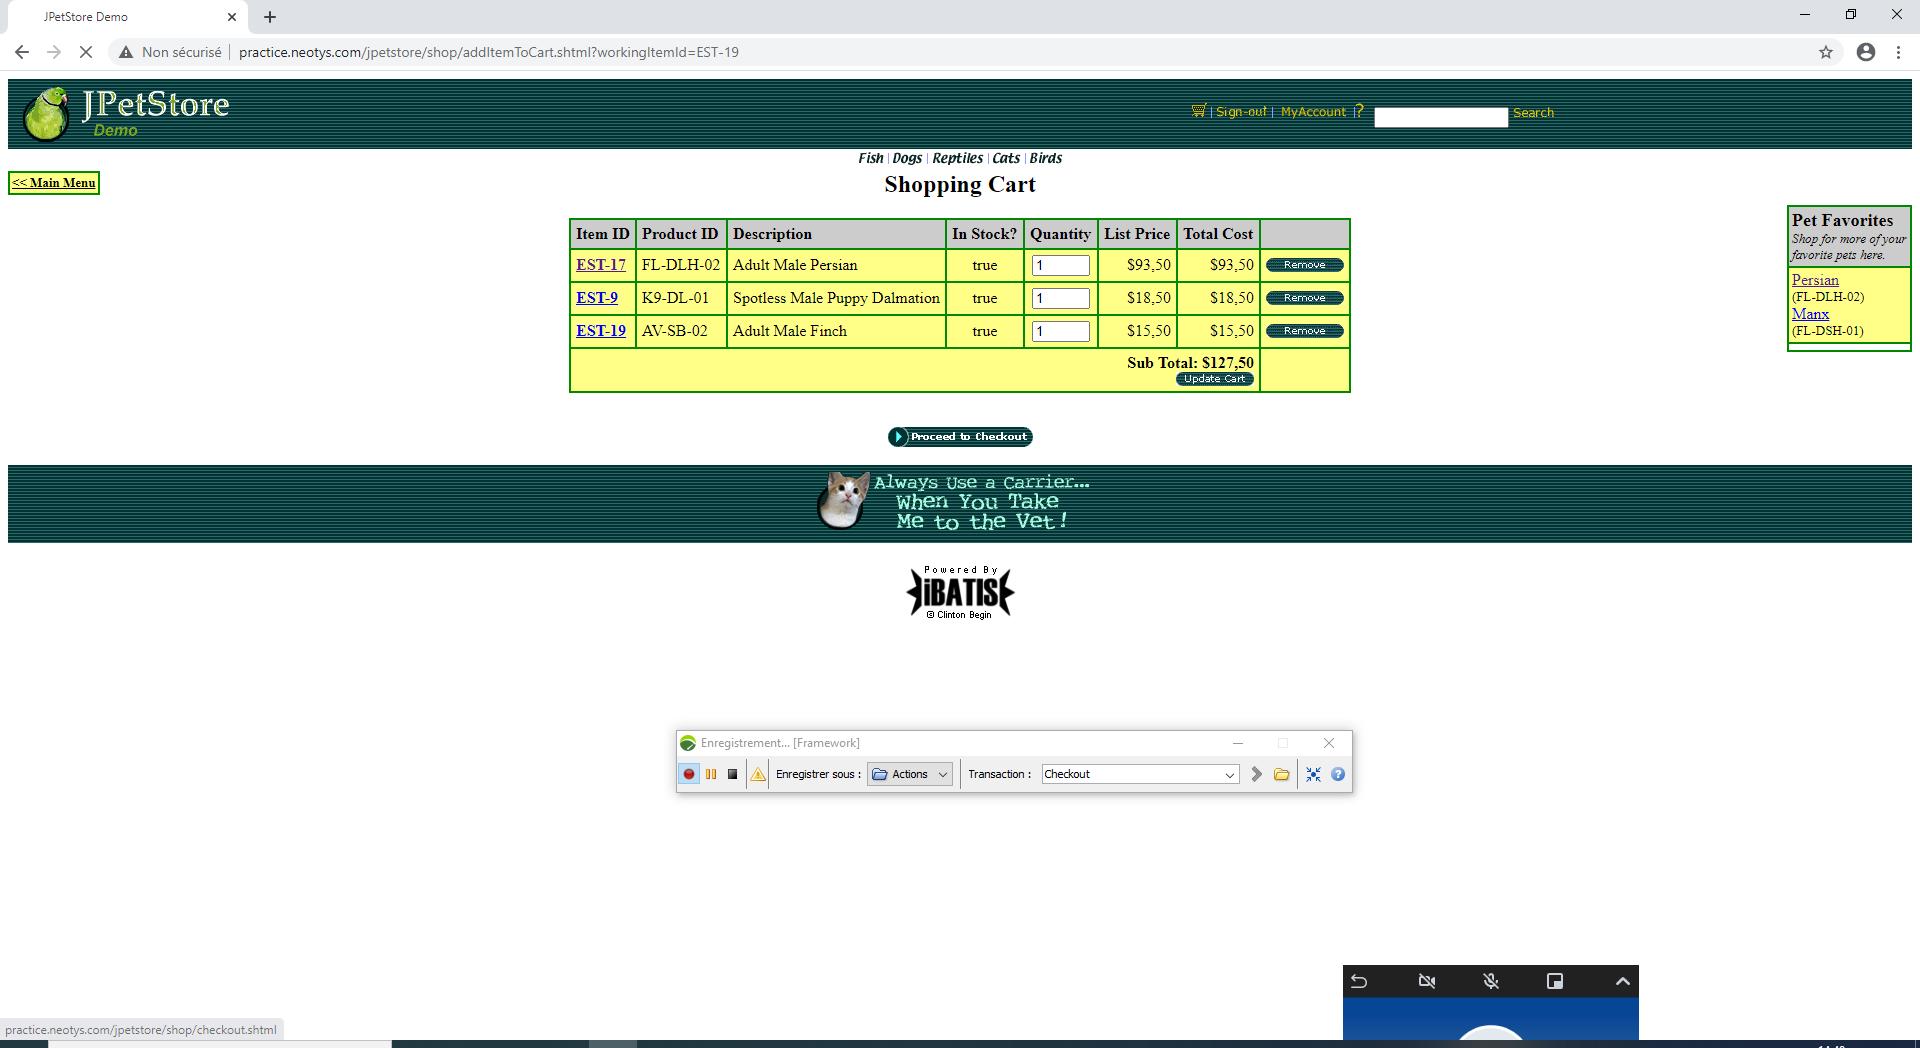 JPetStore Demo
Non sécurisé
practice.neotys.com/jpetstore/shop/addItemToCart.shtml?workingItemId=EST-19
JPetStore
Demo
| Sign-out | MyAccount | ?
Search
Fish | Dogs | Reptiles | Cats | Birds
<< Main Menu
Shopping Cart
Item ID Product ID Description In Stock? Quantity List Price Total Cost
EST-17 FL-DLH-02 Adult Male Persian true 1 $93,50 $93,50 Remove
EST-9 K9-DL-01 Spotless Male Puppy Dalmation true 1 $18,50 $18,50 Remove
EST-19 AV-SB-02 Adult Male Finch true 1 $15,50 $15,50 Remove
Sub Total: $127,50
Update Cart
Pet Favorites
Shop for more of your
favorite pets here.
Persian
(FL-DLH-02)
Manx
(FL-DSH-01)
Proceed to Checkout
Always Use a Carrier...
When You Take
Me to the Vet!
Powered By
iBATIS
© Clinton Begin
Enregistrement... [Framework]
Enregistrer sous : Actions Transaction : Checkout
practice.neotys.com/jpetstore/shop/checkout.shtml